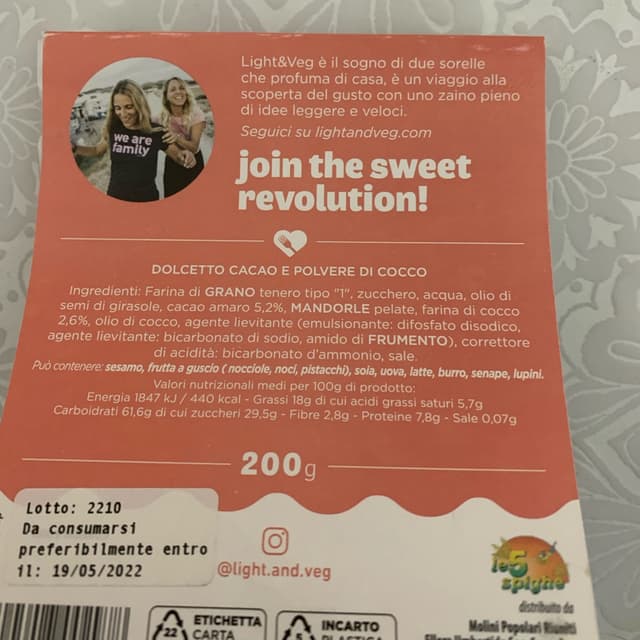 Light&Veg è il sogno di due sorelle
che profuma di casa, è un viaggio alla
scoperta del gusto con uno zaino pieno
di idee leggere e veloci.
Seguici su lightandveg.com
we are
family
join the sweet
revolution!
DOLCETTO CACAO E POLVERE DI COCCO
Ingredienti: Farina di GRANO tenero tipo "1", zucchero, acqua, olio di
semi di girasole, cacao amaro 5,2%, MANDORLE pelate, farina di cocco
2,6%, olio di cocco, agente lievitante (emulsionante: difosfato disodico,
agente lievitante: bicarbonato di sodio, amido di FRUMENTO), correttore
di acidità: bicarbonato d'ammonio, sale.
Può contenere: sesamo, frutta a guscio ( nocciole, noci, pistacchi), soia, uova, latte, burro, senape, lupini.
Valori nutrizionali medi per 100g di prodotto:
Energia 1847 kJ / 440 kcal - Grassi 18g di cui acidi grassi saturi 5,7g
Carboidrati 61,6g di cui zuccheri 29,5g - Fibre 2,8g - Proteine 7,8g - Sale 0,07g
200g
Lotto: 2210
Da consumarsi
preferibilmente entro
il: 19/05/2022
@light.and.veg
le 5
spighe
distribuito da
Molini Popolari Riuniti
22
ETICHETTA
CARTA
5
INCARTO
PLASTICA